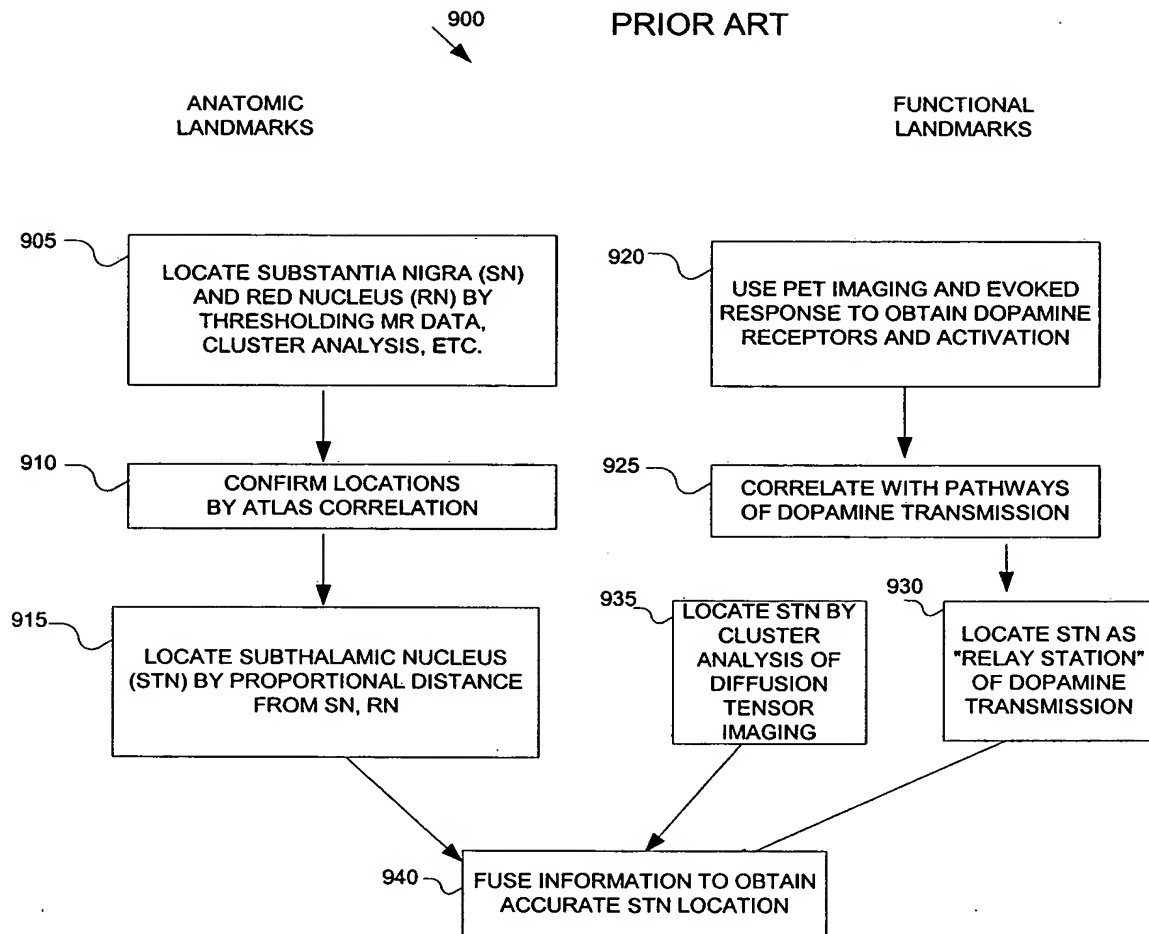 900
PRIOR ART
ANATOMIC
LANDMARKS
FUNCTIONAL
LANDMARKS
905
LOCATE SUBSTANTIA NIGRA (SN)
AND RED NUCLEUS (RN) BY
THRESHOLDING MR DATA,
CLUSTER ANALYSIS, ETC.
920
USE PET IMAGING AND EVOKED
RESPONSE TO OBTAIN DOPAMINE
RECEPTORS AND ACTIVATION
910
CONFIRM LOCATIONS
BY ATLAS CORRELATION
925
CORRELATE WITH PATHWAYS
OF DOPAMINE TRANSMISSION
915
LOCATE SUBTHALAMIC NUCLEUS
(STN) BY PROPORTIONAL DISTANCE
FROM SN, RN
935
LOCATE STN BY
CLUSTER
ANALYSIS OF
DIFFUSION
TENSOR
IMAGING
930
LOCATE STN AS
"RELAY STATION"
OF DOPAMINE
TRANSMISSION
940
FUSE INFORMATION TO OBTAIN
ACCURATE STN LOCATION